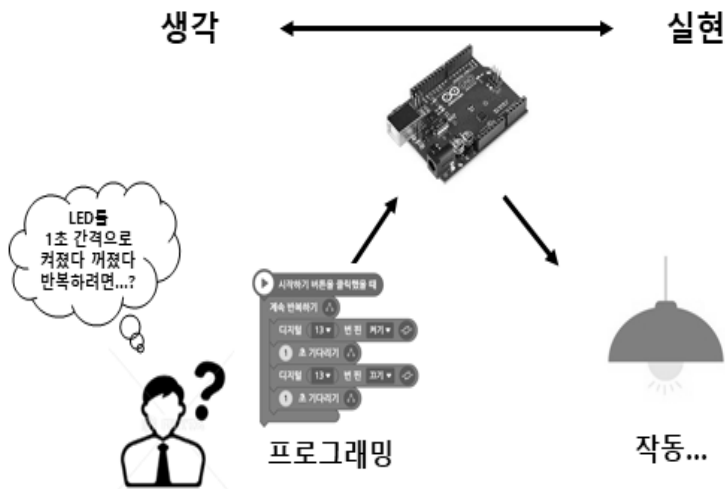 생각
실현
LED를
1초 간격으로
켜졌다 꺼졌다
반복하려면...?
시작하기 버튼을 클릭했을 때
계속 반복하기
디지털 13 번 핀 켜기
1 초 기다리기
디지털 13 번 핀 끄기
1 초 기다리기
프로그래밍
작동...